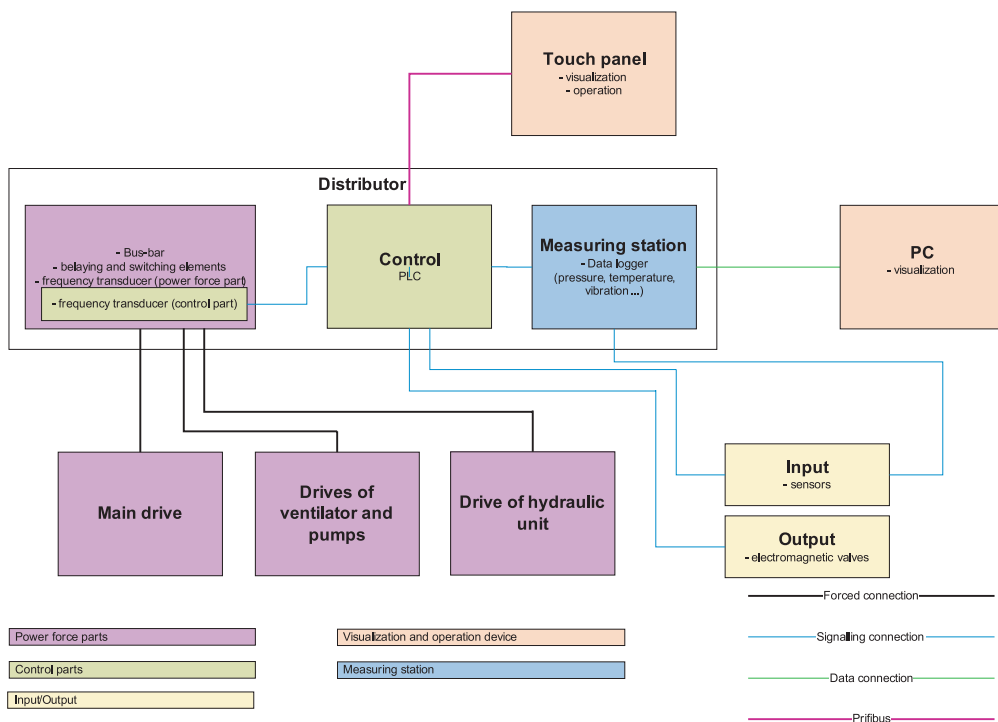 Touch panel
- visualization
- operation
Distributor
- Bus-bar
- belaying and switching elements
- frequency transducer (power force part)
- frequency transducer (control part)
Control
PLC
Measuring station
- Data logger
(pressure, temperature,
vibration ...)
PC
- visualization
Main drive
Drives of
ventilator and
pumps
Drive of hydraulic
unit
Input
- sensors
Output
- electromagnetic valves
Forced connection
Signalling connection
Data connection
Prifibus
Power force parts
Control parts
Input/Output
Visualization and operation device
Measuring station